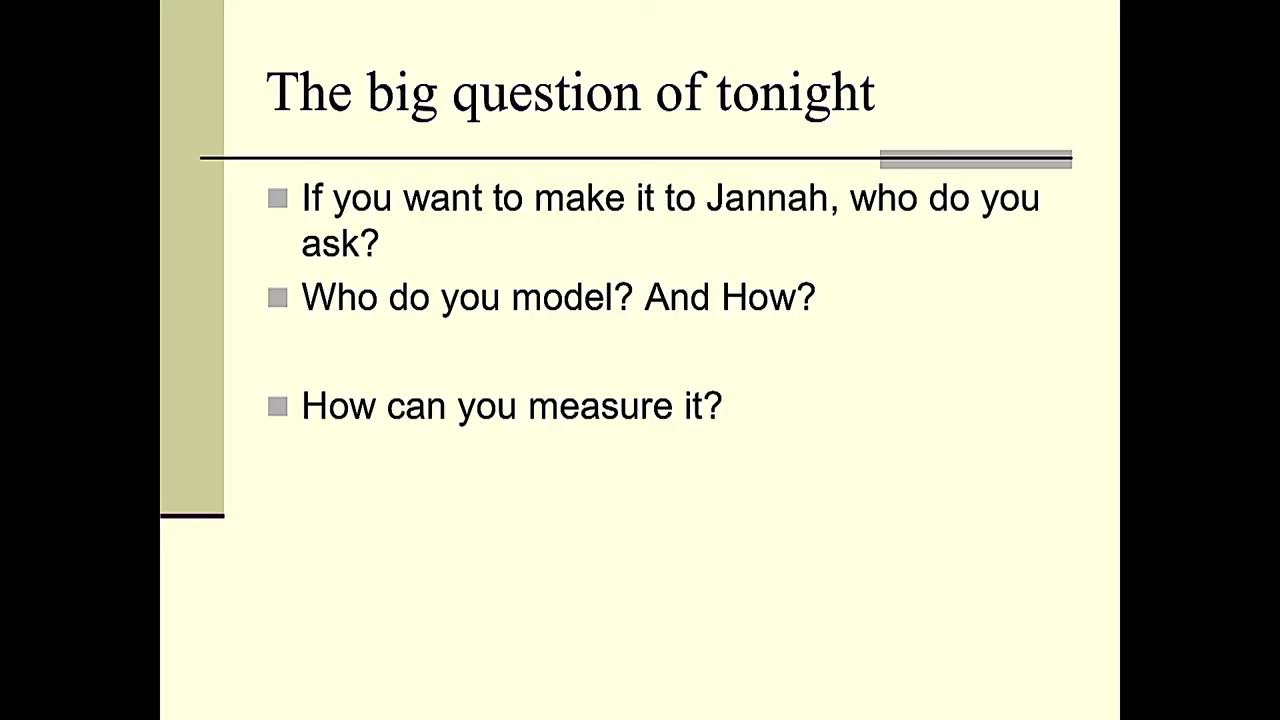 The big question of tonight
If you want to make it to Jannah, who do you
ask?
Who do you model? And How?
How can you measure it?